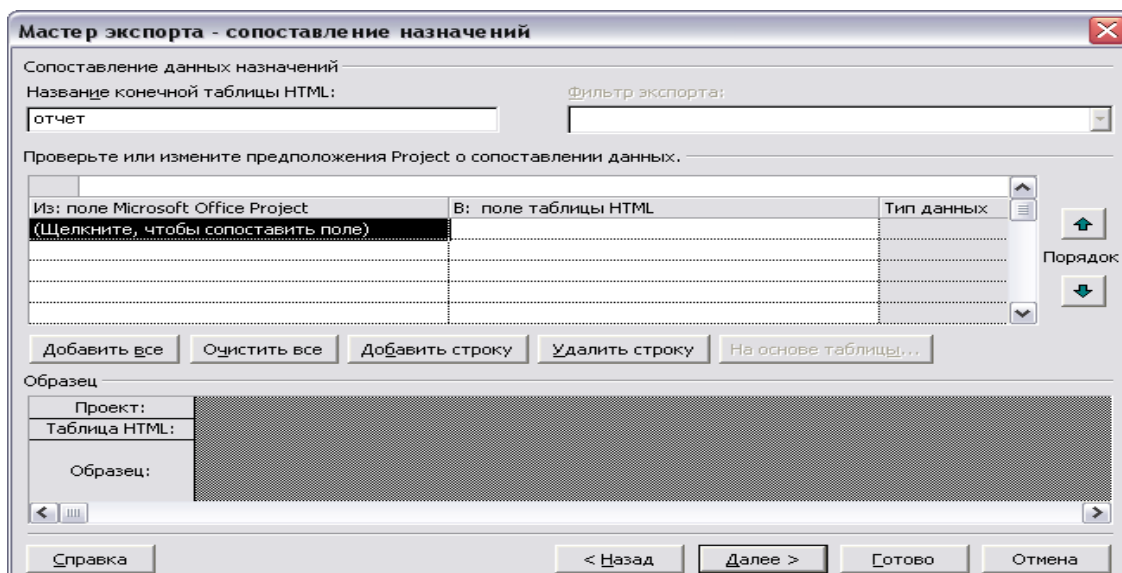 Мастер экспорта - сопоставление назначений
Сопоставление данных назначений
Название конечной таблицы HTML: Фильтр экспорта:
отчет
Проверьте или измените предположения Project о сопоставлении данных.
Из: поле Microsoft Office Project В: поле таблицы HTML Тип данных
(Щелкните, чтобы сопоставить поле)
Порядок
Добавить все Очистить все Добавить строку Удалить строку На основе таблицы...
Образец
Проект:
Таблица HTML:
Образец:
Справка < Назад Далее > Готово Отмена